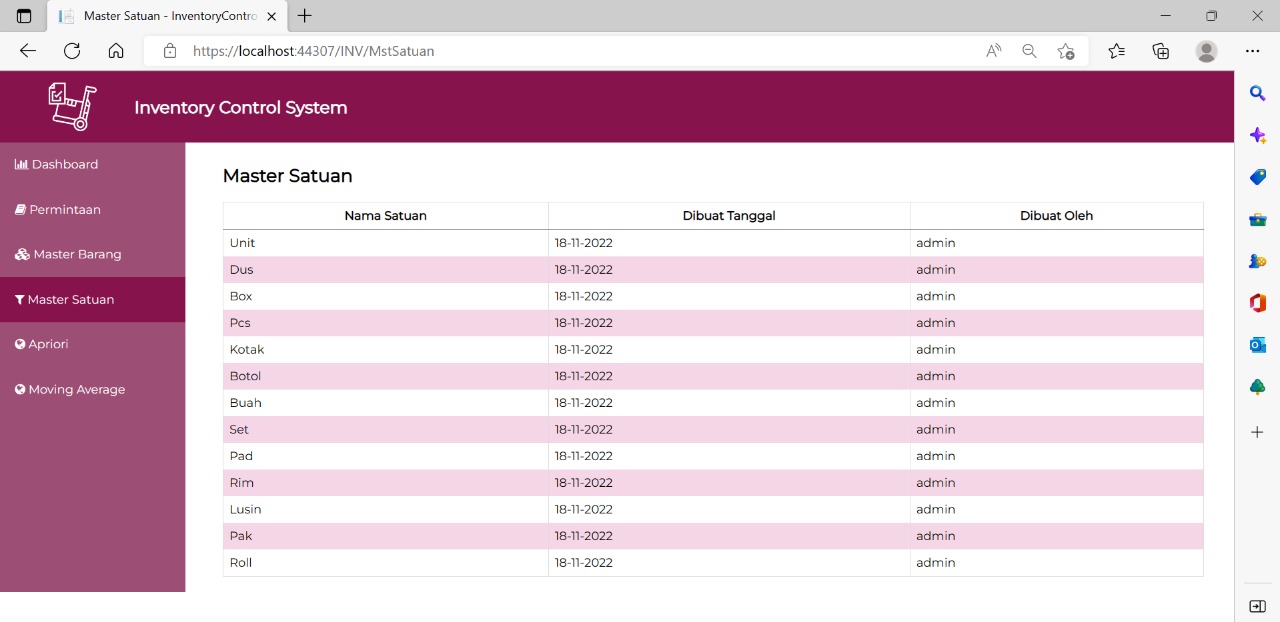 Master Satuan - InventoryContro
https://localhost:44307/INV/MstSatuan
Inventory Control System
Dashboard
Permintaan
Master Barang
Master Satuan
Apriori
Moving Average
Master Satuan
Nama Satuan Dibuat Tanggal Dibuat Oleh
Unit 18-11-2022 admin
Dus 18-11-2022 admin
Box 18-11-2022 admin
Pcs 18-11-2022 admin
Kotak 18-11-2022 admin
Botol 18-11-2022 admin
Buah 18-11-2022 admin
Set 18-11-2022 admin
Pad 18-11-2022 admin
Rim 18-11-2022 admin
Lusin 18-11-2022 admin
Pak 18-11-2022 admin
Roll 18-11-2022 admin